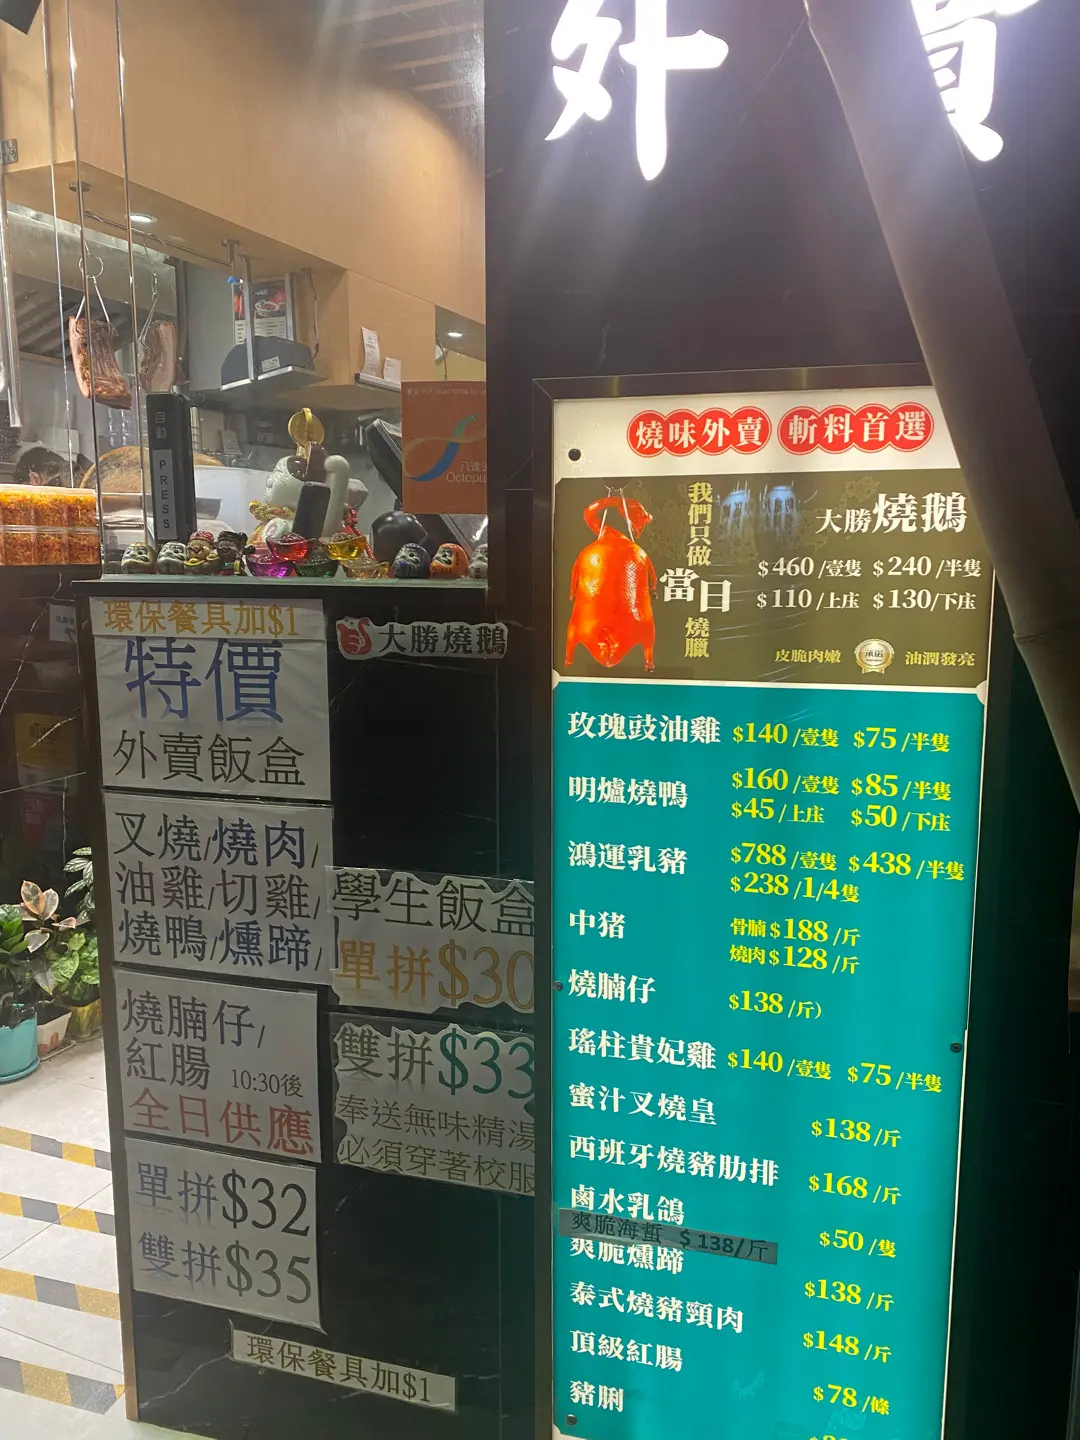 外賣
自動
PRESS
Octopu
環保餐具加$1
特價
外賣飯盒
叉燒/燒肉/
油雞/切雞/
燒鴨/燻蹄/
燒腩仔/
紅腸 10:30後
全日供應
單拼$32
雙拼$35
環保餐具加$1
大勝燒鵝
學生飯盒
單拼$30
雙拼$33
奉送無味精湯
必須穿著校服
燒味外賣 斬料首選
我們只做
當日
燒臘
大勝燒鵝
$460/壹隻 $240/半隻
$110/上庄 $130/下庄
皮脆肉嫩 承诺 油潤發亮
玫瑰豉油雞 $140/壹隻 $75/半隻
明爐燒鴨 $160/壹隻 $85/半隻
$45/上庄 $50/下庄
鴻運乳豬 $788/壹隻 $438/半隻
$238/1/4隻
中猪 骨腩$188/斤
燒肉$128/斤
燒腩仔 $138/斤）
瑤柱貴妃雞 $140/壹隻 $75/半隻
蜜汁叉燒皇 $138/斤
西班牙燒豬肋排 $168/斤
鹵水乳鴿 $50/隻
爽脆海蜇 $138/斤
爽脆燻蹄 $138/斤
泰式燒豬頸肉 $148/斤
頂級紅腸 $78/條
豬脷